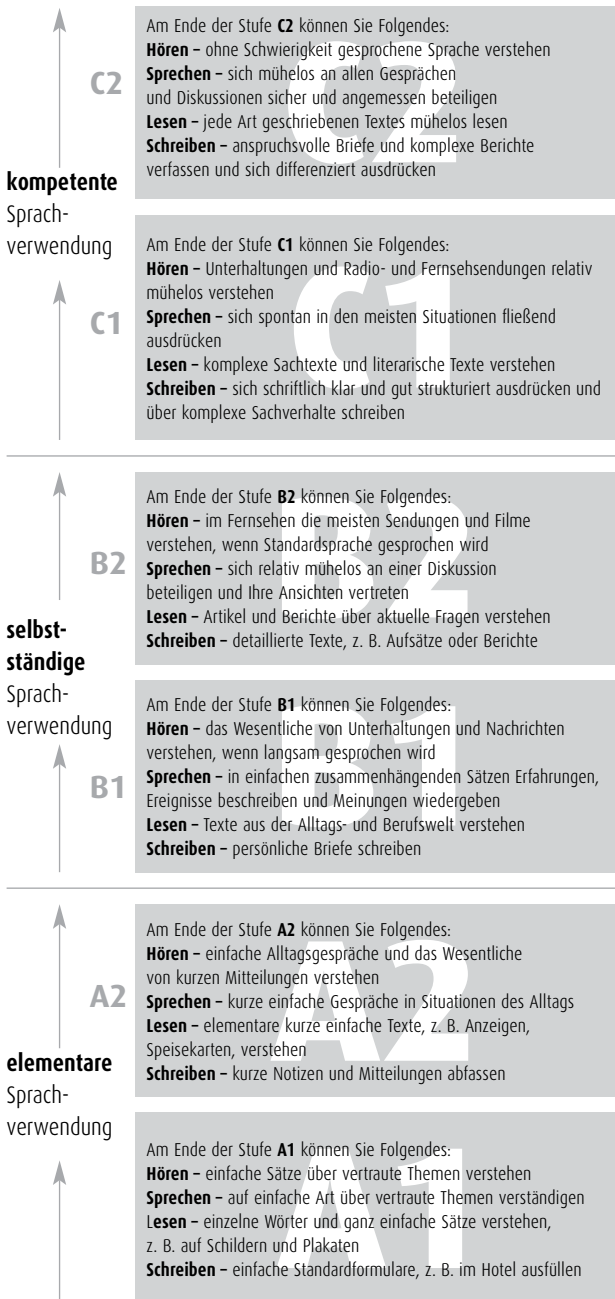 C2
Am Ende der Stufe C2 können Sie Folgendes:
Hören – ohne Schwierigkeit gesprochene Sprache verstehen
Sprechen – sich mühelos an allen Gesprächen
und Diskussionen sicher und angemessen beteiligen
Lesen – jede Art geschriebenen Textes mühelos lesen
Schreiben – anspruchsvolle Briefe und komplexe Berichte
verfassen und sich differenziert ausdrücken
C2
kompetente
Sprach-
verwendung
C1
Am Ende der Stufe C1 können Sie Folgendes:
Hören – Unterhaltungen und Radio- und Fernsehsendungen relativ
mühelos verstehen
Sprechen – sich spontan in den meisten Situationen fließend
ausdrücken
Lesen – komplexe Sachtexte und literarische Texte verstehen
Schreiben – sich schriftlich klar und gut strukturiert ausdrücken und
über komplexe Sachverhalte schreiben
C1
B2
Am Ende der Stufe B2 können Sie Folgendes:
Hören – im Fernsehen die meisten Sendungen und Filme
verstehen, wenn Standardsprache gesprochen wird
Sprechen – sich relativ mühelos an einer Diskussion
beteiligen und Ihre Ansichten vertreten
Lesen – Artikel und Berichte über aktuelle Fragen verstehen
Schreiben – detaillierte Texte, z. B. Aufsätze oder Berichte
B2
selbst-
ständige
Sprach-
verwendung
B1
Am Ende der Stufe B1 können Sie Folgendes:
Hören – das Wesentliche von Unterhaltungen und Nachrichten
verstehen, wenn langsam gesprochen wird
Sprechen – in einfachen zusammenhängenden Sätzen Erfahrungen,
Ereignisse beschreiben und Meinungen wiedergeben
Lesen – Texte aus der Alltags- und Berufswelt verstehen
Schreiben – persönliche Briefe schreiben
B1
A2
Am Ende der Stufe A2 können Sie Folgendes:
Hören – einfache Alltagsgespräche und das Wesentliche
von kurzen Mitteilungen verstehen
Sprechen – kurze einfache Gespräche in Situationen des Alltags
Lesen – elementare kurze einfache Texte, z. B. Anzeigen,
Speisekarten, verstehen
Schreiben – kurze Notizen und Mitteilungen abfassen
A2
elementare
Sprach-
verwendung
Am Ende der Stufe A1 können Sie Folgendes:
Hören – einfache Sätze über vertraute Themen verstehen
Sprechen – auf einfache Art über vertraute Themen verständigen
Lesen – einzelne Wörter und ganz einfache Sätze verstehen,
z. B. auf Schildern und Plakaten
Schreiben – einfache Standardformulare, z. B. im Hotel ausfüllen
A1